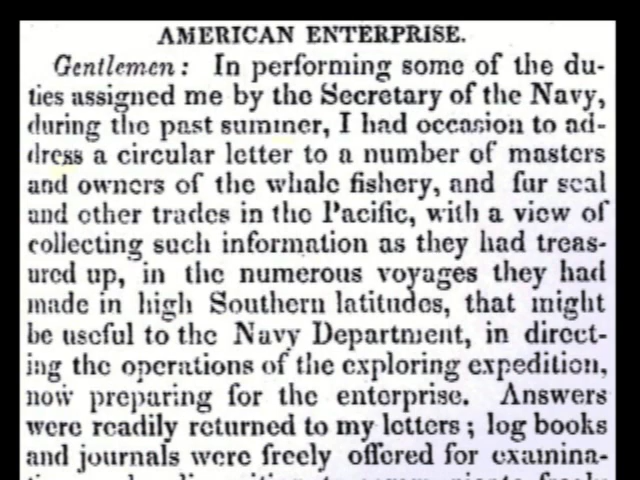 AMERICAN ENTERPRISE.
Gentlemen: In performing some of the du-
ties assigned me by the Secretary of the Navy,
during the past summer, I had occasion to ad-
dress a circular letter to a number of masters
and owners of the whale fishery, and fur seal
and other trades in the Pacific, with a view of
collecting such information as they had treas-
ured up, in the numerous voyages they had
made in high Southern latitudes, that might
be useful to the Navy Department, in direct-
ing the operations of the exploring expedition,
now preparing for the enterprise. Answers
were readily returned to my letters; log books
and journals were freely offered for examina-